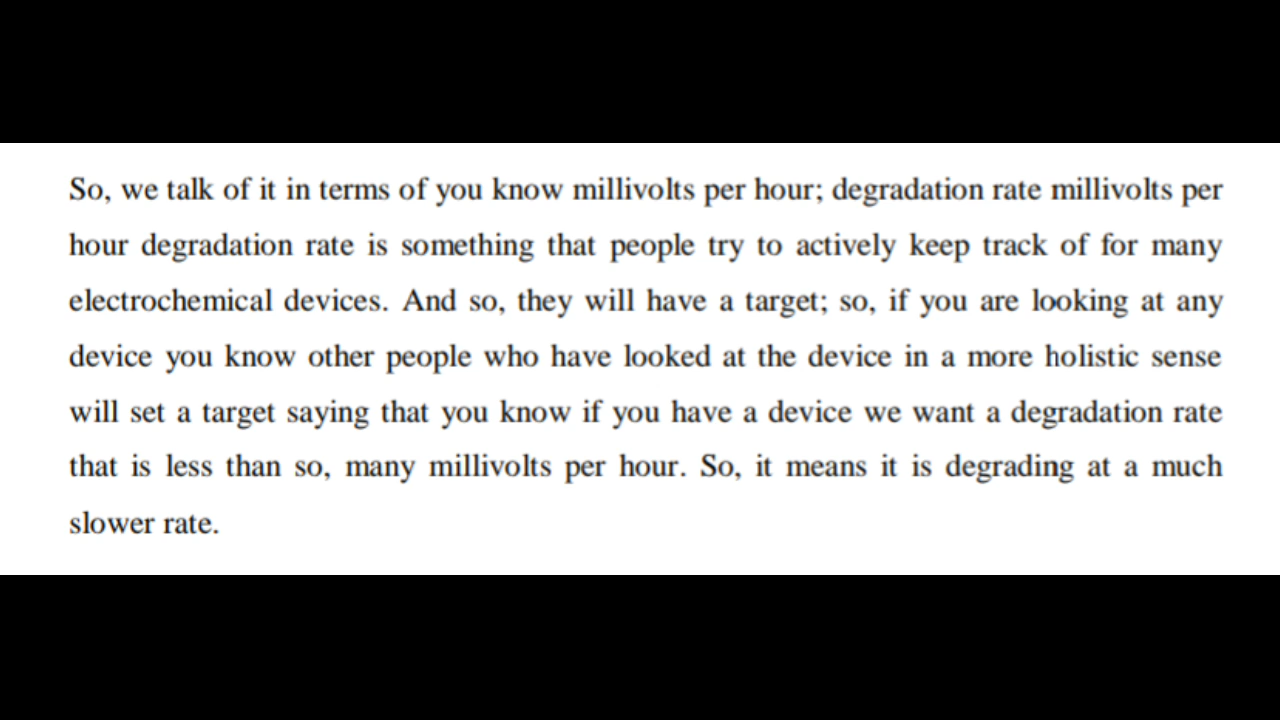 So, we talk of it in terms of you know millivolts per hour; degradation rate millivolts per
hour degradation rate is something that people try to actively keep track of for many
electrochemical devices. And so, they will have a target; so, if you are looking at any
device you know other people who have looked at the device in a more holistic sense
will set a target saying that you know if you have a device we want a degradation rate
that is less than so, many millivolts per hour. So, it means it is degrading at a much
slower rate.